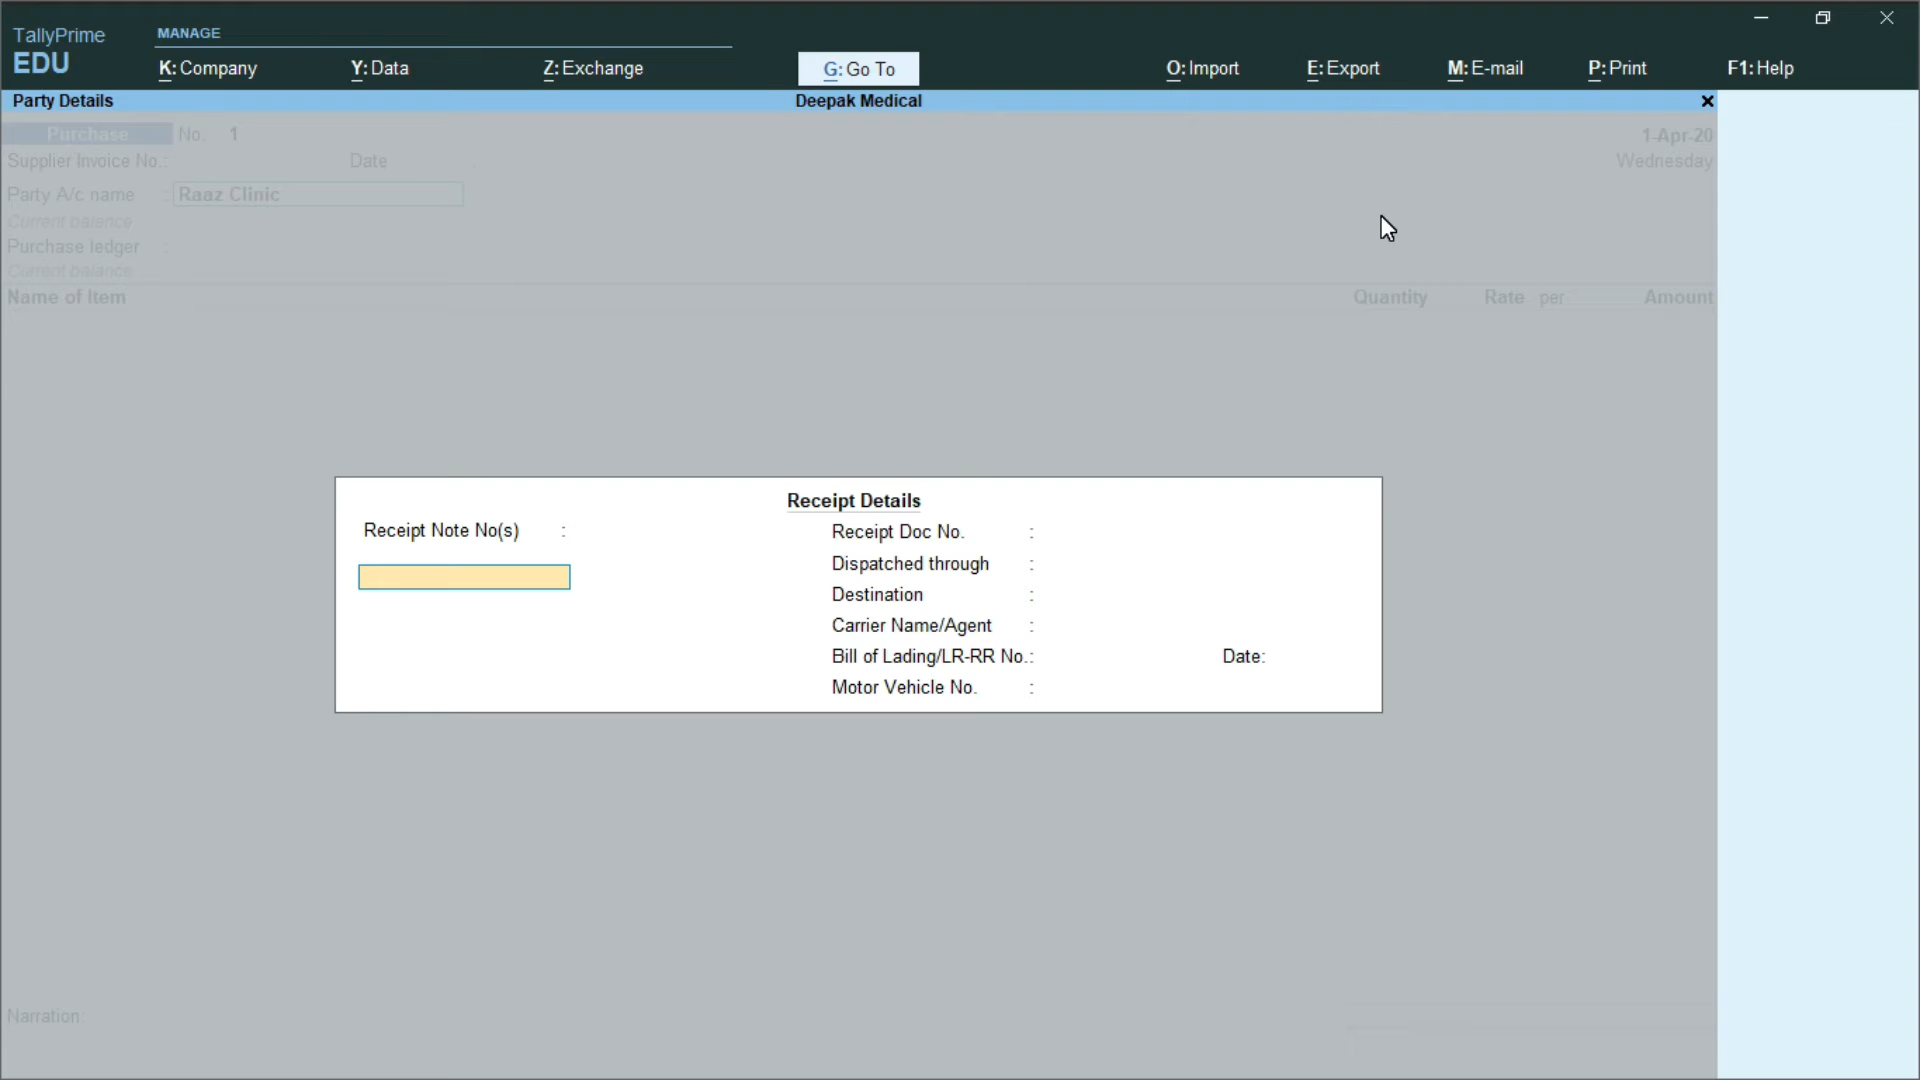 TallyPrime
EDU
MANAGE
K: Company
Y: Data
Z: Exchange
G: Go To
O: Import
E: Export
M: E-mail
P: Print
F1: Help
Party Details
Deepak Medical
Purchase No. 1
1-Apr-20
Supplier Invoice No.: Date
Wednesday
Party A/c name : Raaz Clinic
Current balance
Purchase ledger :
Current balance
Name of Item Quantity Rate per Amount
Receipt Details
Receipt Note No(s) :
Receipt Doc No. :
Dispatched through :
Destination :
Carrier Name/Agent :
Bill of Lading/LR-RR No. : Date:
Motor Vehicle No. :
Narration: